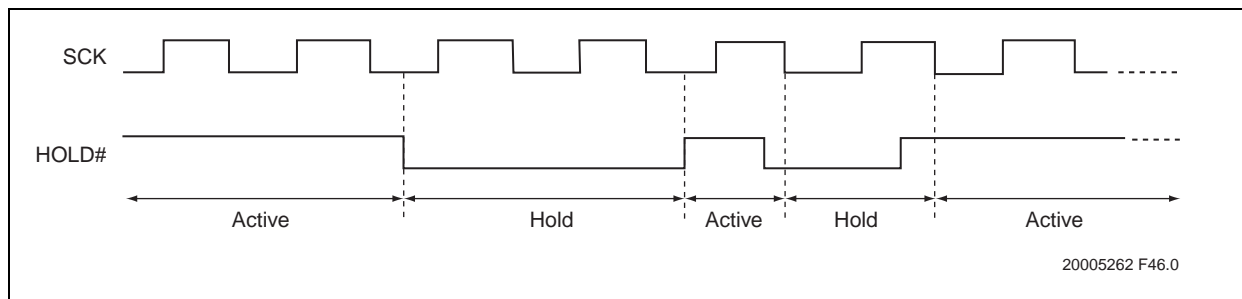 SCK
HOLD#
Active Hold Active Hold Active
20005262 F46.0